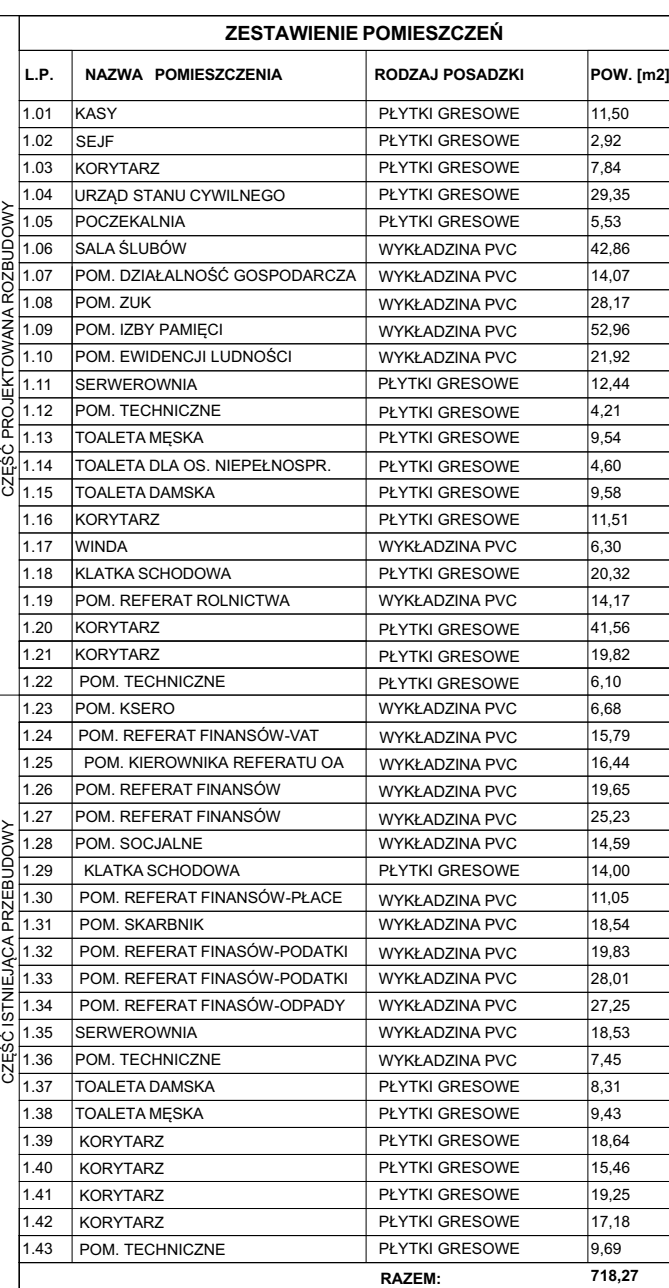 ZESTAWIENIE POMIESZCZEŃ
L.P. NAZWA POMIESZCZENIA RODZAJ POSADZKI POW. [m2]
CZĘŚĆ PROJEKTOWANA ROZBUDOWY
1.01 KASY PŁYTKI GRESOWE 11,50
1.02 SEJF PŁYTKI GRESOWE 2,92
1.03 KORYTARZ PŁYTKI GRESOWE 7,84
1.04 URZĄD STANU CYWILNEGO PŁYTKI GRESOWE 29,35
1.05 POCZEKALNIA PŁYTKI GRESOWE 5,53
1.06 SALA ŚLUBÓW WYKŁADZINA PVC 42,86
1.07 POM. DZIAŁALNOŚĆ GOSPODARCZA WYKŁADZINA PVC 14,07
1.08 POM. ZUK WYKŁADZINA PVC 28,17
1.09 POM. IZBY PAMIĘCI WYKŁADZINA PVC 52,96
1.10 POM. EWIDENCJI LUDNOŚCI WYKŁADZINA PVC 21,92
1.11 SERWEROWNIA PŁYTKI GRESOWE 12,44
1.12 POM. TECHNICZNE PŁYTKI GRESOWE 4,21
1.13 TOALETA MĘSKA PŁYTKI GRESOWE 9,54
1.14 TOALETA DLA OS. NIEPEŁNOSPR. PŁYTKI GRESOWE 4,60
1.15 TOALETA DAMSKA PŁYTKI GRESOWE 9,58
1.16 KORYTARZ PŁYTKI GRESOWE 11,51
1.17 WINDA WYKŁADZINA PVC 6,30
1.18 KLATKA SCHODOWA PŁYTKI GRESOWE 20,32
1.19 POM. REFERAT ROLNICTWA WYKŁADZINA PVC 14,17
1.20 KORYTARZ PŁYTKI GRESOWE 41,56
1.21 KORYTARZ PŁYTKI GRESOWE 19,82
1.22 POM. TECHNICZNE PŁYTKI GRESOWE 6,10
CZĘŚĆ ISTNIEJĄCA PRZEBUDOWY
1.23 POM. KSERO WYKŁADZINA PVC 6,68
1.24 POM. REFERAT FINANSÓW-VAT WYKŁADZINA PVC 15,79
1.25 POM. KIEROWNIKA REFERATU OA WYKŁADZINA PVC 16,44
1.26 POM. REFERAT FINANSÓW WYKŁADZINA PVC 19,65
1.27 POM. REFERAT FINANSÓW WYKŁADZINA PVC 25,23
1.28 POM. SOCJALNE WYKŁADZINA PVC 14,59
1.29 KLATKA SCHODOWA PŁYTKI GRESOWE 14,00
1.30 POM. REFERAT FINANSÓW-PŁACE WYKŁADZINA PVC 11,05
1.31 POM. SKARBNIK WYKŁADZINA PVC 18,54
1.32 POM. REFERAT FINASÓW-PODATKI WYKŁADZINA PVC 19,83
1.33 POM. REFERAT FINASÓW-PODATKI WYKŁADZINA PVC 28,01
1.34 POM. REFERAT FINASÓW-ODPADY WYKŁADZINA PVC 27,25
1.35 SERWEROWNIA WYKŁADZINA PVC 18,53
1.36 POM. TECHNICZNE WYKŁADZINA PVC 7,45
1.37 TOALETA DAMSKA PŁYTKI GRESOWE 8,31
1.38 TOALETA MĘSKA PŁYTKI GRESOWE 9,43
1.39 KORYTARZ PŁYTKI GRESOWE 18,64
1.40 KORYTARZ PŁYTKI GRESOWE 15,46
1.41 KORYTARZ PŁYTKI GRESOWE 19,25
1.42 KORYTARZ PŁYTKI GRESOWE 17,18
1.43 POM. TECHNICZNE PŁYTKI GRESOWE 9,69
RAZEM: 718,27